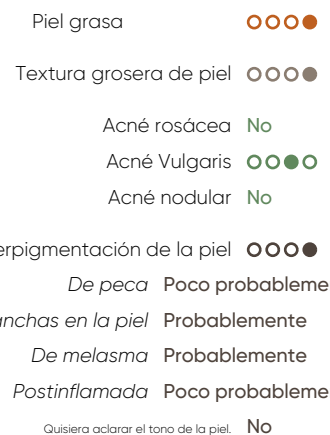 Piel grasa
Textura grosera de piel
Acné rosácea No
Acné Vulgaris
Acné nodular No
erpigmentación de la piel
De peca Poco probableme
anchas en la piel Probablemente
De melasma Probablemente
Postinflamada Poco probableme
Quisiera aclarar el tono de la piel. No